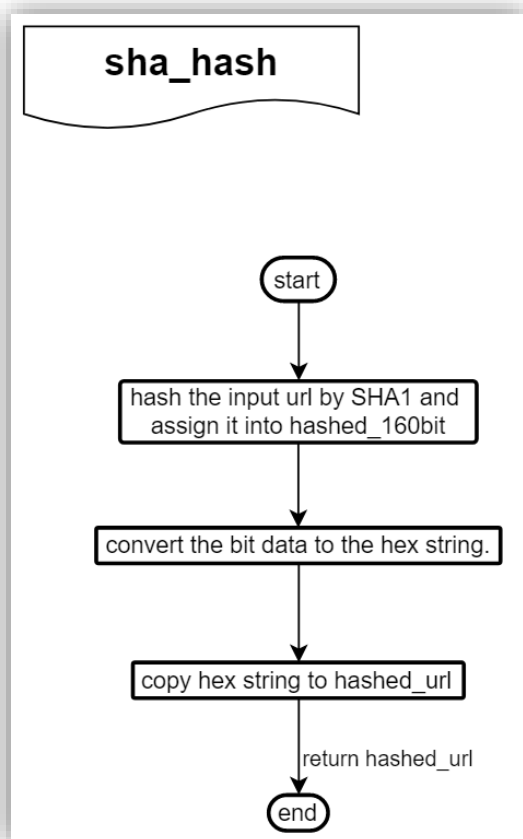 sha_hash
start
hash the input url by SHA1 and
assign it into hashed_160bit
convert the bit data to the hex string.
copy hex string to hashed_url
return hashed_url
end